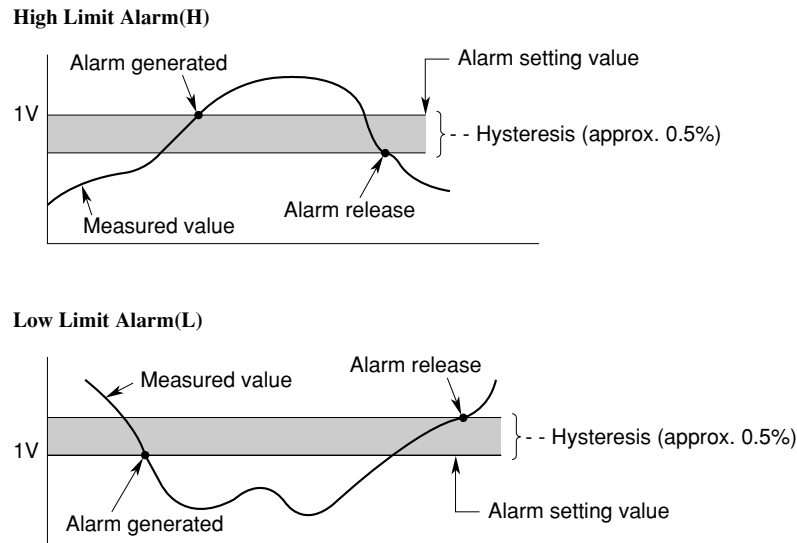 High Limit Alarm(H)
Alarm generated
Alarm setting value
1V
Hysteresis (approx. 0.5%)
Alarm release
Measured value
Low Limit Alarm(L)
Alarm release
Measured value
Hysteresis (approx. 0.5%)
1V
Alarm setting value
Alarm generated